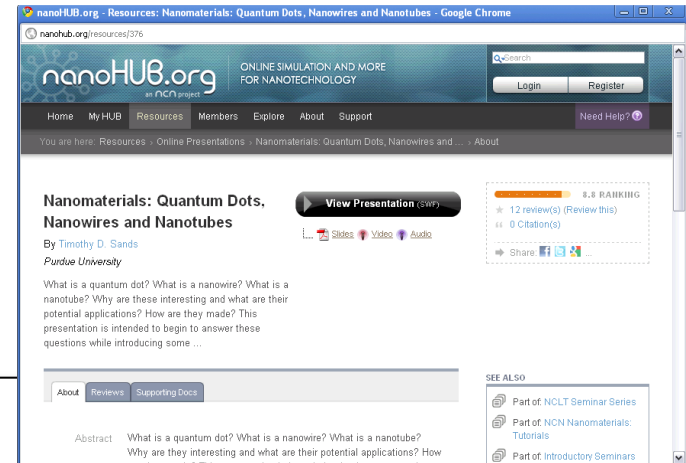 nanoHUB.org - Resources: Nanomaterials: Quantum Dots, Nanowires and Nanotubes - Google Chrome
nanohub.org/resources/376
nanoHUB.org
an ncn project
ONLINE SIMULATION AND MORE
FOR NANOTECHNOLOGY
Search
Login Register
Home MyHUB Resources Members Explore About Support Need Help?
You are here: Resources › Online Presentations › Nanomaterials: Quantum Dots, Nanowires and ... › About
Nanomaterials: Quantum Dots,
Nanowires and Nanotubes
By Timothy D. Sands
Purdue University
What is a quantum dot? What is a nanowire? What is a
nanotube? Why are these interesting and what are their
potential applications? How are they made? This
presentation is intended to begin to answer these
questions while introducing some ...
View Presentation (SWF)
Slides Video Audio
8.8 RANKING
12 review(s) (Review this)
0 Citation(s)
Share: ...
About Reviews Supporting Docs
Abstract What is a quantum dot? What is a nanowire? What is a nanotube?
Why are they interesting and what are their potential applications? How
SEE ALSO
Part of: NCLT Seminar Series
Part of: NCN Nanomaterials:
Tutorials
Part of: Introductory Seminars